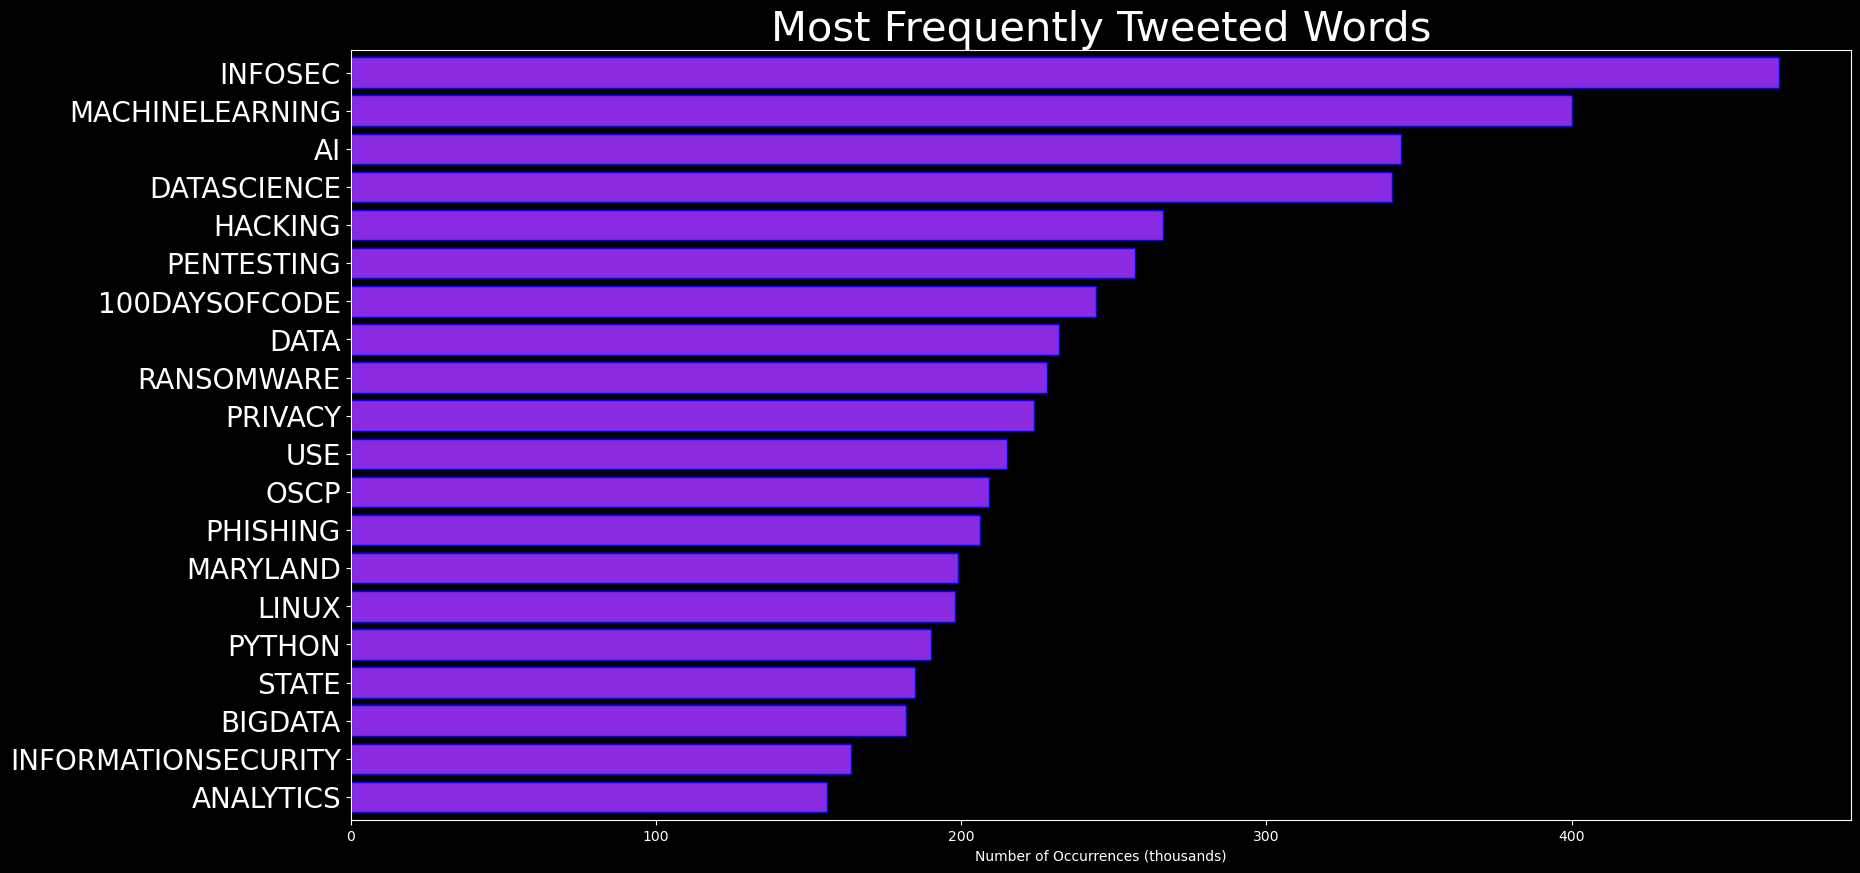 Most Frequently Tweeted Words
INFOSEC
MACHINELEARNING
AI
DATASCIENCE
HACKING
PENTESTING
100DAYSOFCODE
DATA
RANSOMWARE
PRIVACY
USE
OSCP
PHISHING
MARYLAND
LINUX
PYTHON
STATE
BIGDATA
INFORMATIONSECURITY
ANALYTICS
0 100 200 300 400
Number of Occurrences (thousands)